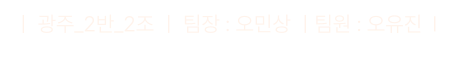 | 광주_2반_2조 | 팀장 : 오민상 | 팀원 : 오유진 |